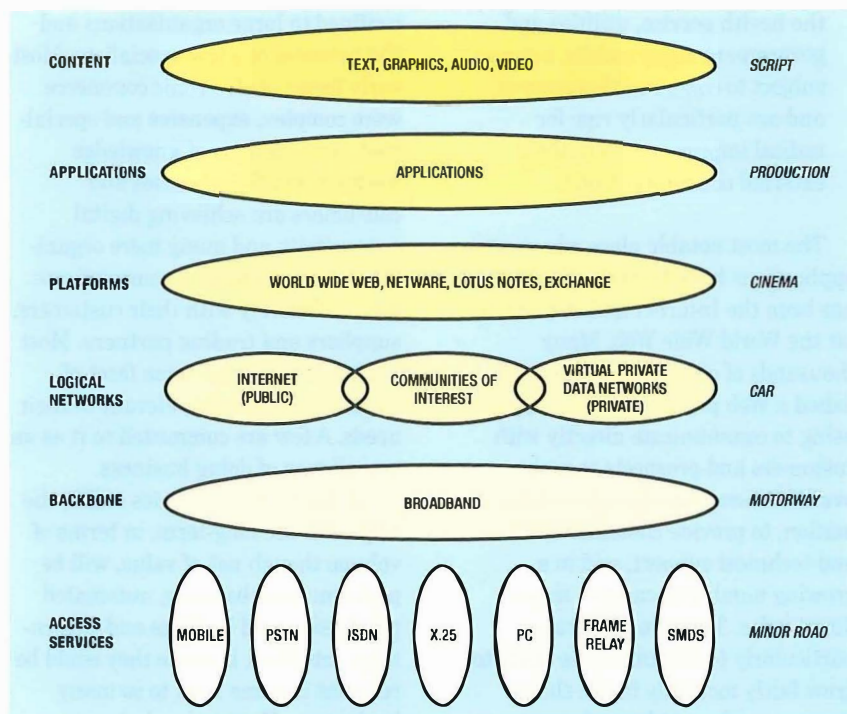 CONTENT
TEXT, GRAPHICS, AUDIO, VIDEO
SCRIPT
APPLICATIONS
APPLICATIONS
PRODUCTION
PLATFORMS
WORLD WIDE WEB, NETWARE, LOTUS NOTES, EXCHANGE
CINEMA
LOGICAL
NETWORKS
INTERNET
(PUBLIC)
COMMUNITIES OF
INTEREST
VIRTUAL PRIVATE
DATA NETWORKS
(PRIVATE)
CAR
BACKBONE
BROADBAND
MOTORWAY
ACCESS
SERVICES
MOBILE
PSTN
ISDN
X.25
PC
FRAME
RELAY
SMDS
MINOR ROAD